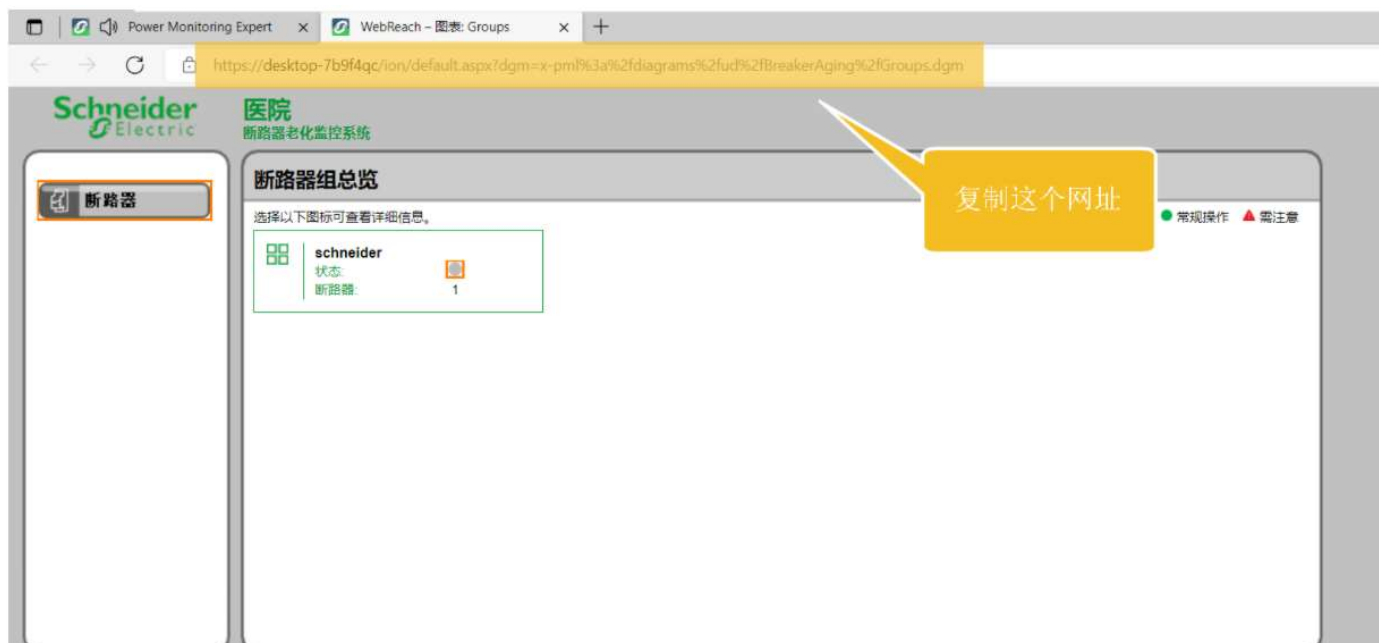 Power Monitoring Expert
WebReach – 图表: Groups
https://desktop-7b9f4qc/ion/default.aspx?dgm=x-pml%3a%2fdiagrams%2fud%2fBreakerAging%2fGroups.dgm
Schneider
Electric
医院
断路器老化监控系统
复制这个网址
断路器
断路器组总览
选择以下图标可查看详细信息。
常规操作 需注意
schneider
状态:
断路器: 1